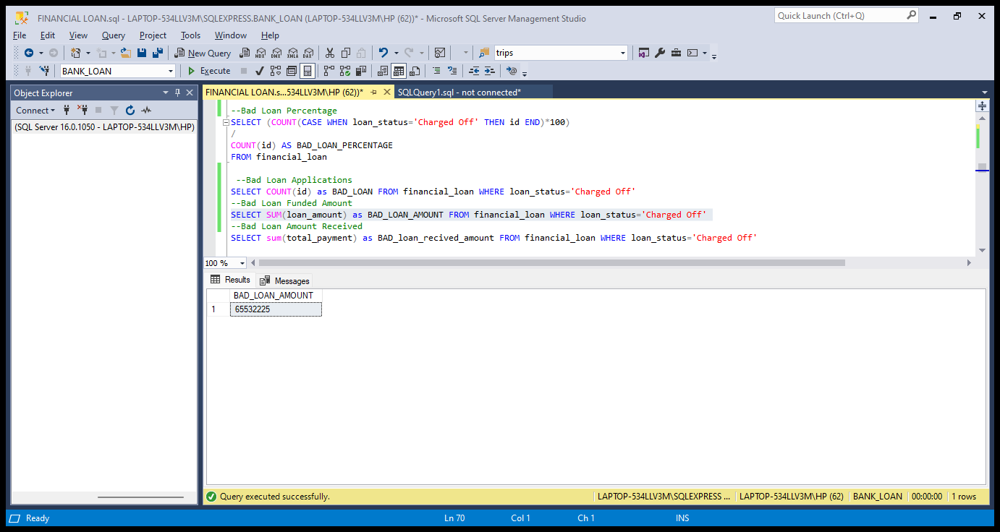 FINANCIAL LOAN.sql - LAPTOP-534LLV3M\SQLEXPRESS.BANK_LOAN (LAPTOP-534LLV3M\HP (62))* - Microsoft SQL Server Management Studio
Quick Launch (Ctrl+Q)
File Edit View Query Project Tools Window Help
New Query MDX DMX XMLA DAX trips
BANK_LOAN Execute
Object Explorer
FINANCIAL LOAN.s...534LLV3M\HP (62))* SQLQuery1.sql - not connected*
Connect
(SQL Server 16.0.1050 - LAPTOP-534LLV3M\HP)
--Bad Loan Percentage
SELECT (COUNT(CASE WHEN loan_status='Charged Off' THEN id END)*100)
/
COUNT(id) AS BAD_LOAN_PERCENTAGE
FROM financial_loan
--Bad Loan Applications
SELECT COUNT(id) as BAD_LOAN FROM financial_loan WHERE loan_status='Charged Off'
--Bad Loan Funded Amount
SELECT SUM(loan_amount) as BAD_LOAN_AMOUNT FROM financial_loan WHERE loan_status='Charged Off'
--Bad Loan Amount Received
SELECT sum(total_payment) as BAD_loan_recived_amount FROM financial_loan WHERE loan_status='Charged Off'
100 %
Results Messages
BAD_LOAN_AMOUNT
1 65532225
Query executed successfully. LAPTOP-534LLV3M\SQLEXPRESS ... LAPTOP-534LLV3M\HP (62) BANK_LOAN 00:00:00 1 rows
Ready Ln 70 Col 1 Ch 1 INS